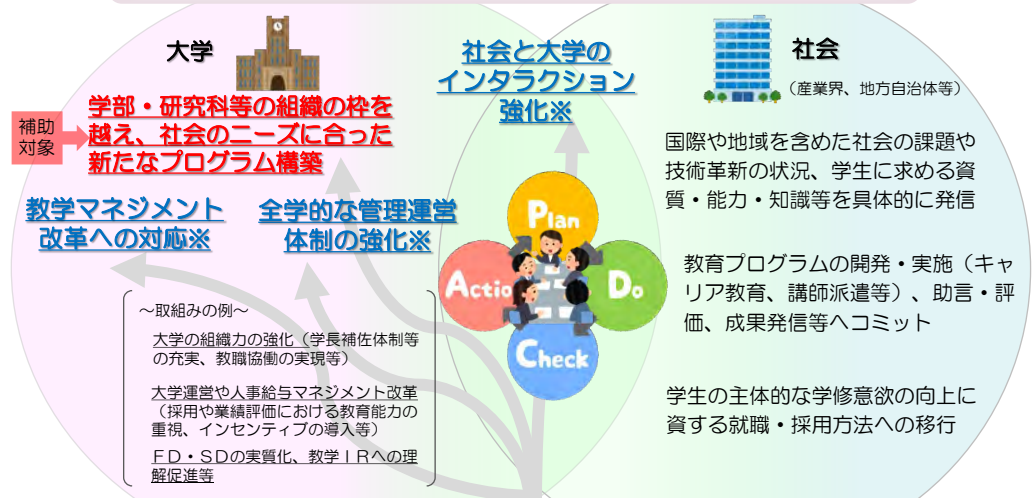 大学
補助
対象
学部・研究科等の組織の枠を
越え、社会のニーズに合った
新たなプログラム構築
教学マネジメント
改革への対応※
全学的な管理運営
体制の強化※
～取組みの例～
大学の組織力の強化（学長補佐体制等
の充実、教職協働の実現等）
大学運営や人事給与マネジメント改革
（採用や業績評価における教育能力の
重視、インセンティブの導入等）
ＦＤ・ＳＤの実質化、教学ＩＲへの理
解促進等
社会と大学の
インタラクション
強化※
Plan
Actio
Do
Check
社会
（産業界、地方自治体等）
国際や地域を含めた社会の課題や
技術革新の状況、学生に求める資
質・能力・知識等を具体的に発信
教育プログラムの開発・実施（キャ
リア教育、講師派遣等）、助言・評
価、成果発信等へコミット
学生の主体的な学修意欲の向上に
資する就職・採用方法への移行